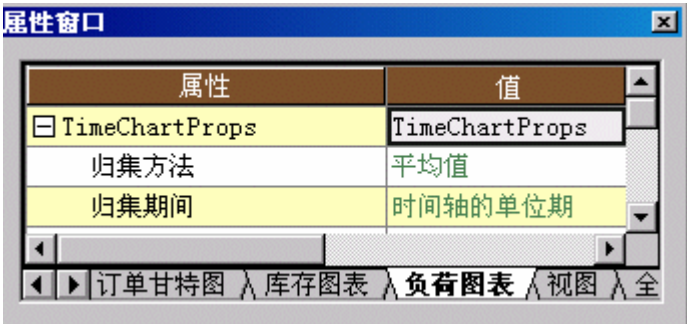 属性窗口
属性 值
TimeChartProps TimeChartProps
归集方法 平均值
归集期间 时间轴的单位期
订单甘特图 库存图表 负荷图表 视图 全